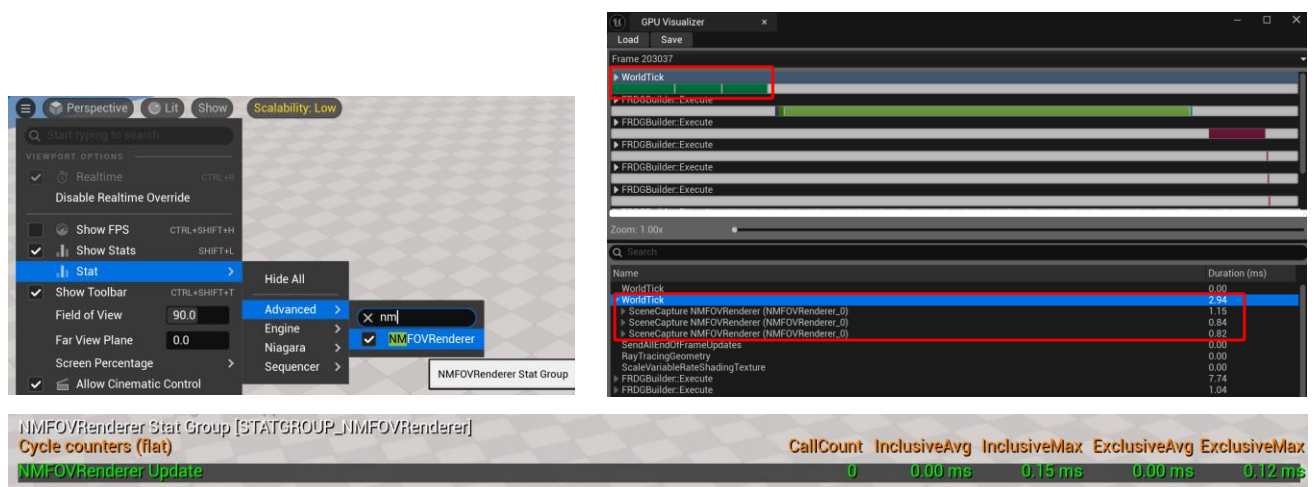 Perspective Lit Show Scalability: Low
Start typing to search
VIEWPORT OPTIONS
Realtime CTRL+R
Disable Realtime Override
Show FPS CTRL+SHIFT+H
Show Stats SHIFT+L
Stat
Show Toolbar CTRL+SHIFT+T
Field of View 90.0
Far View Plane 0.0
Screen Percentage
Allow Cinematic Control
Hide All
Advanced
Engine
Niagara
Sequencer
nm
NMFOVRenderer
NMFOVRenderer Stat Group
GPU Visualizer
Load Save
Frame 203037
WorldTick
FRDGBuilder::Execute
FRDGBuilder::Execute
FRDGBuilder::Execute
FRDGBuilder::Execute
FRDGBuilder::Execute
Zoom: 1.00x
Search
Name Duration (ms)
WorldTick 0.00
WorldTick 2.94
SceneCapture NMFOVRenderer (NMFOVRenderer_0) 1.15
SceneCapture NMFOVRenderer (NMFOVRenderer_0) 0.84
SceneCapture NMFOVRenderer (NMFOVRenderer_0) 0.82
SendAllEndOfFrameUpdates 0.00
RayTracingGeometry 0.00
ScaleVariableRateShadingTexture 0.00
FRDGBuilder::Execute 7.74
FRDGBuilder::Execute 1.04
NMFOVRenderer Stat Group [STATGROUP_NMFOVRenderer]
Cycle counters (flat) CallCount InclusiveAvg InclusiveMax ExclusiveAvg ExclusiveMax
NMFOVRenderer Update 0 0.00 ms 0.15 ms 0.00 ms 0.12 ms